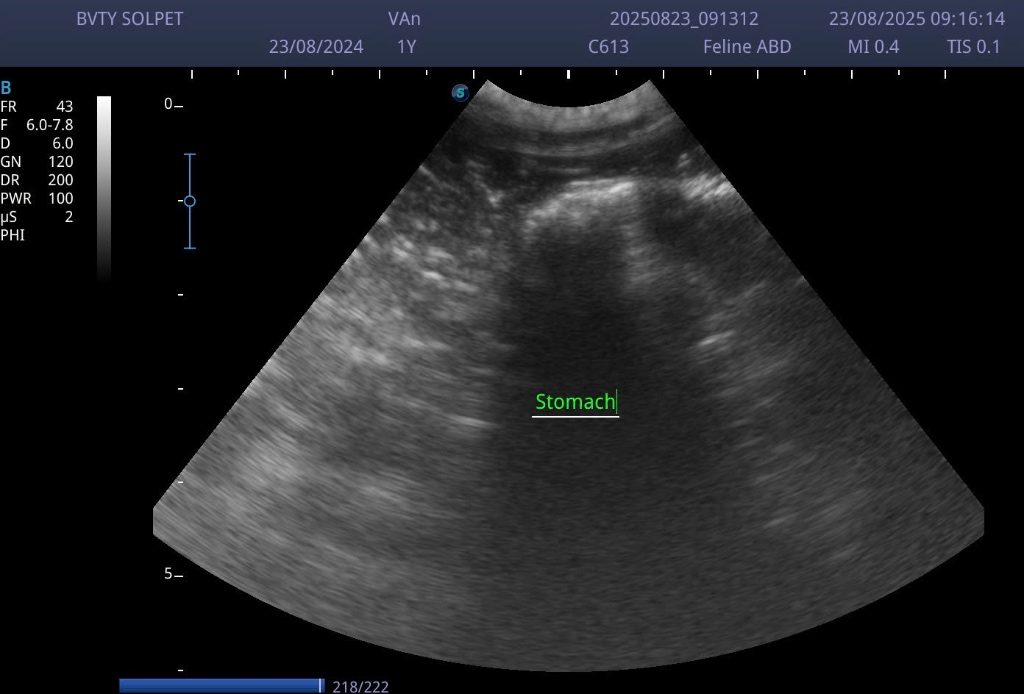 BVTY SOLPET VAn 20250823_091312 23/08/2025 09:16:14
23/08/2024 1Y C613 Feline ABD MI 0.4 TIS 0.1
B
FR 43
F 6.0-7.8
D 6.0
GN 120
DR 200
PWR 100
µS 2
PHI
S
0
Stomach
5
218/222